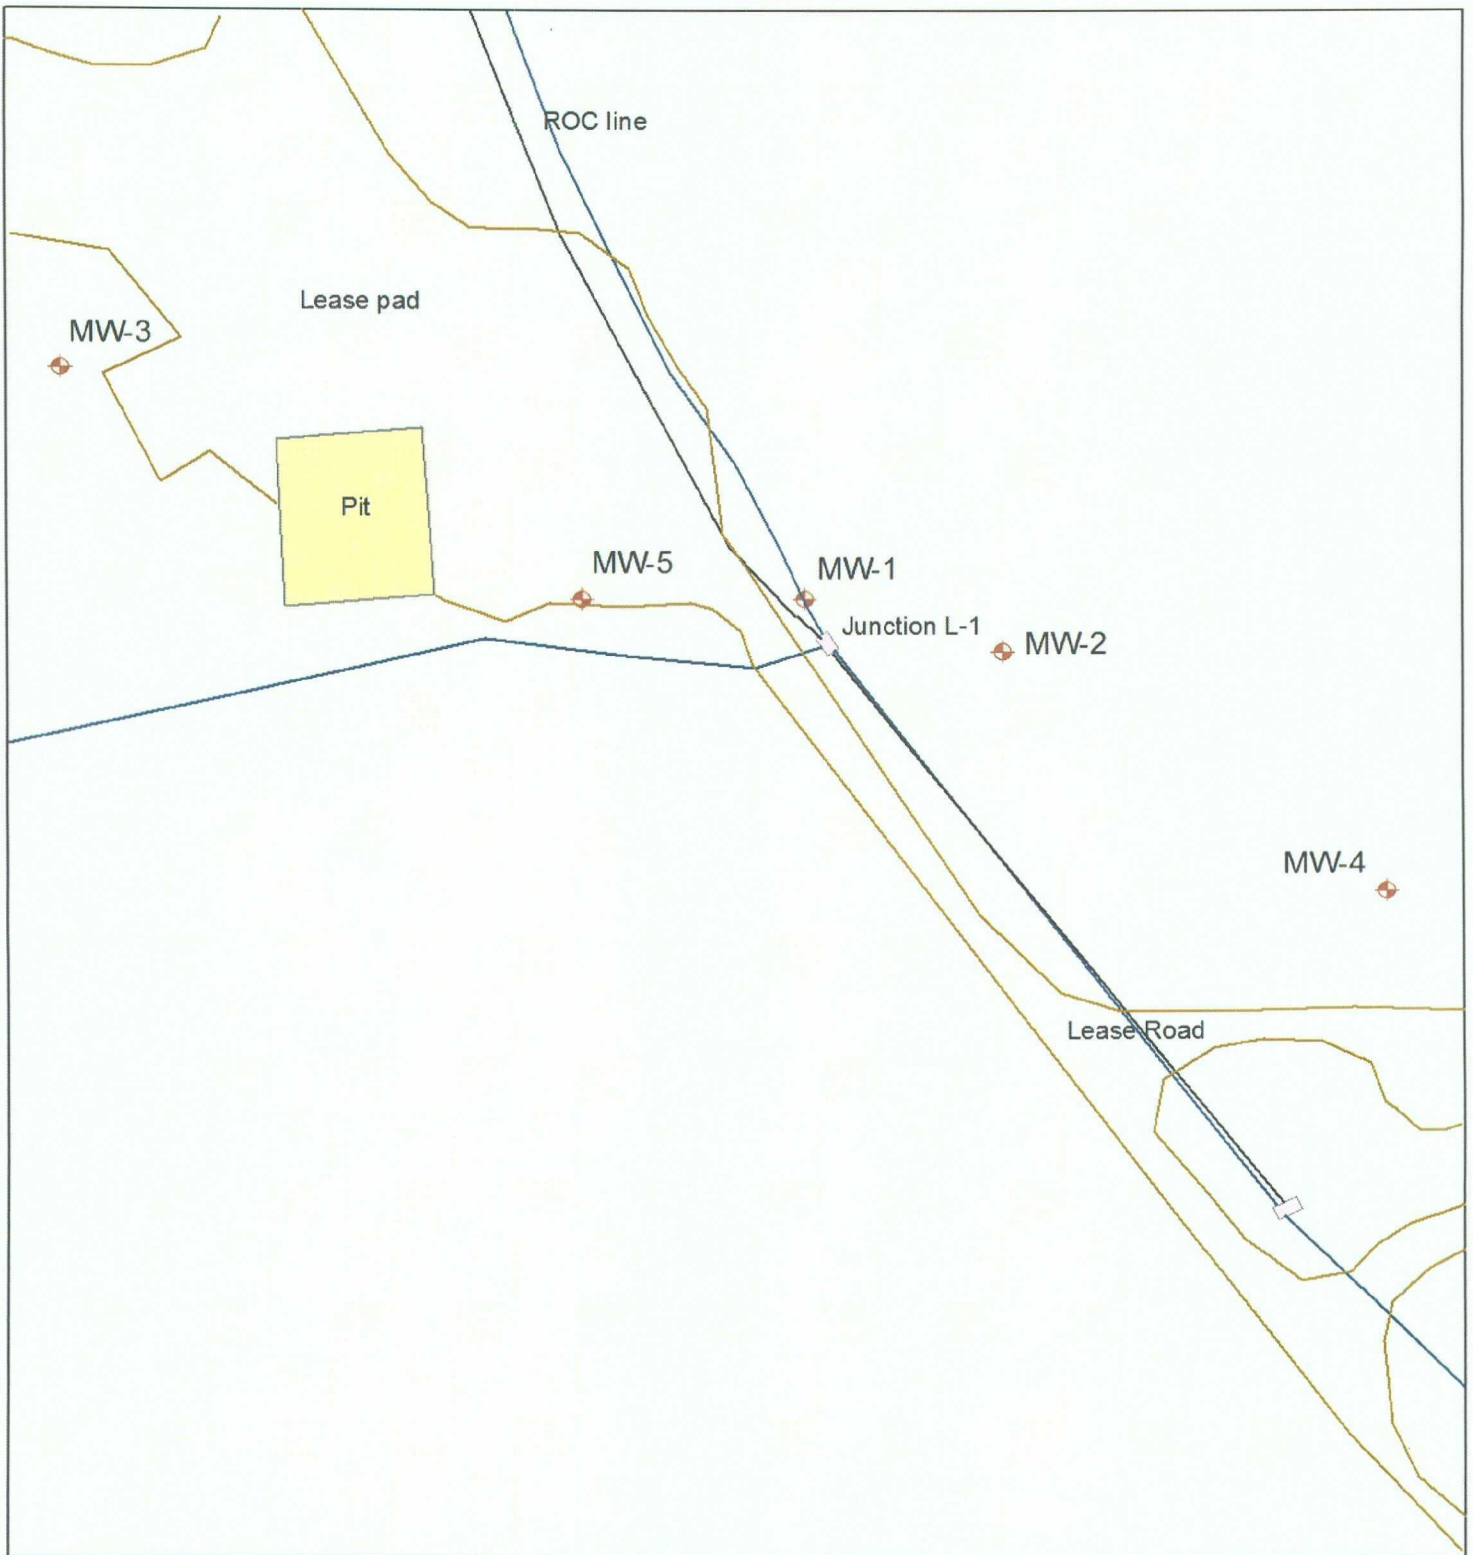 ROC line
Lease pad
MW-3
Pit
MW-5
MW-1
Junction L-1
MW-2
MW-4
Lease Road